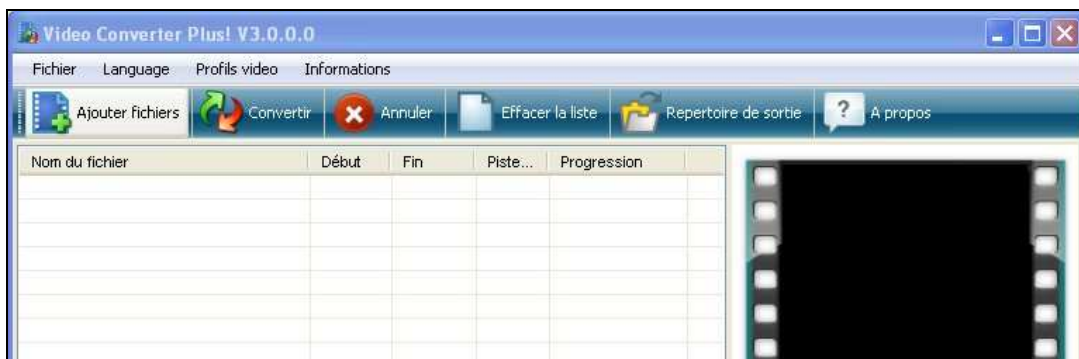 Video Converter Plus! V3.0.0.0
Fichier Language Profils video Informations
Ajouter fichiers Convertir Annuler Effacer la liste Repertoire de sortie ? A propos
Nom du fichier Début Fin Piste... Progression